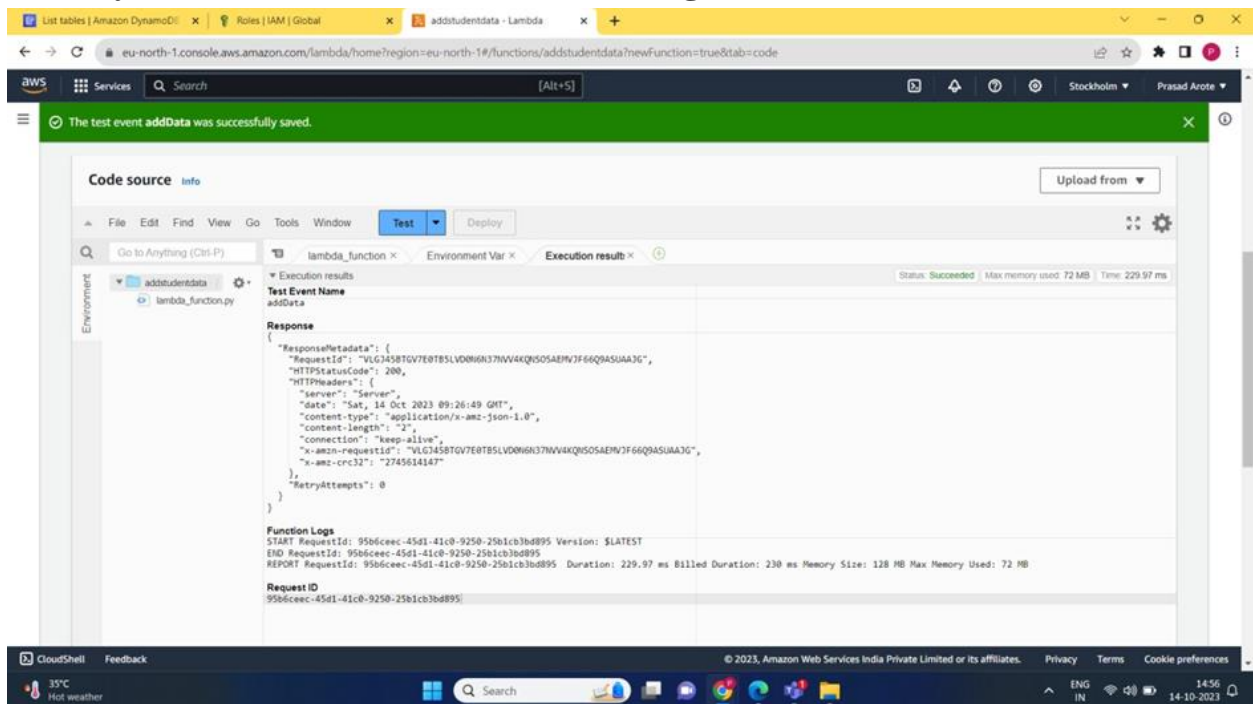 List tables | Amazon DynamoDB
Roles | IAM | Global
addstudentdata - Lambda
eu-north-1.console.aws.amazon.com/lambda/home?region=eu-north-1#/functions/addstudentdata?newFunction=true&tab=code
aws
Services
Search
[Alt+S]
Stockholm
Prasad Arote
The test event addData was successfully saved.
Code source Info
Upload from
File Edit Find View Go Tools Window Test Deploy
Go to Anything (Ctrl-P)
lambda_function × Environment Var × Execution result ×
Environment
addstudentdata
lambda_function.py
Execution results
Status: Succeeded Max memory used: 72 MB Time: 229.97 ms
Test Event Name
addData
Response
{
"ResponseMetadata": {
"RequestId":
"HTTPStatusCode": 200,
"HTTPHeaders": {
"server": "Server",
"date": "Sat, 14 Oct 2023 09:26:49 GMT",
"content-type": "application/x-amz-json-1.0",
"content-length": "2",
"connection": "keep-alive",
"x-amzn-requestid":
"x-amz-crc32": "2745614147"
},
"RetryAttempts": 0
}
}
Function Logs
START RequestId: 95b6ceec-45d1-41c0-9250-25b1cb3bd895 Version: $LATEST
END RequestId: 95b6ceec-45d1-41c0-9250-25b1cb3bd895
REPORT RequestId: 95b6ceec-45d1-41c0-9250-25b1cb3bd895 Duration: 229.97 ms Billed Duration: 230 ms Memory Size: 128 MB Max Memory Used: 72 MB
Request ID
95b6ceec-45d1-41c0-9250-25b1cb3bd895
CloudShell Feedback
© 2023, Amazon Web Services India Private Limited or its affiliates. Privacy Terms Cookie preferences
35°C
Hot weather
Search
ENG
IN
14:56
14-10-2023